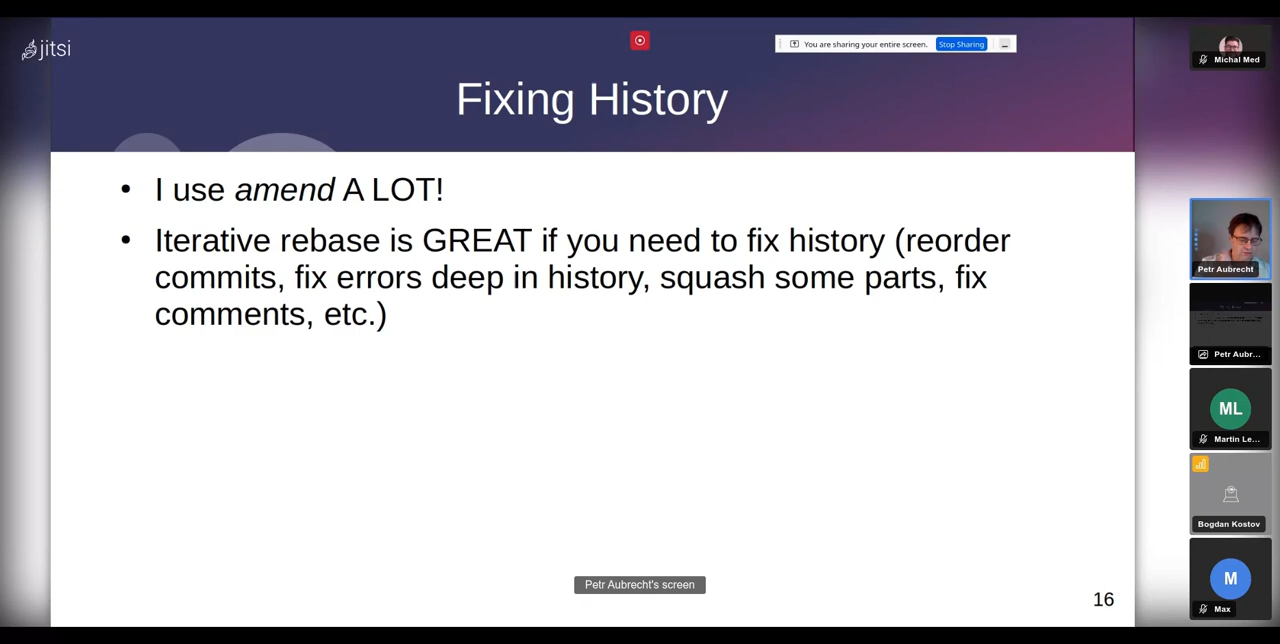 jitsi
You are sharing your entire screen. Stop Sharing
Fixing History
• I use amend A LOT!
• Iterative rebase is GREAT if you need to fix history (reorder
commits, fix errors deep in history, squash some parts, fix
comments, etc.)
Petr Aubrecht's screen
16
Michal Med
Petr Aubrecht
Petr Aubr...
ML
Martin Le...
Bogdan Kostov
M
Max